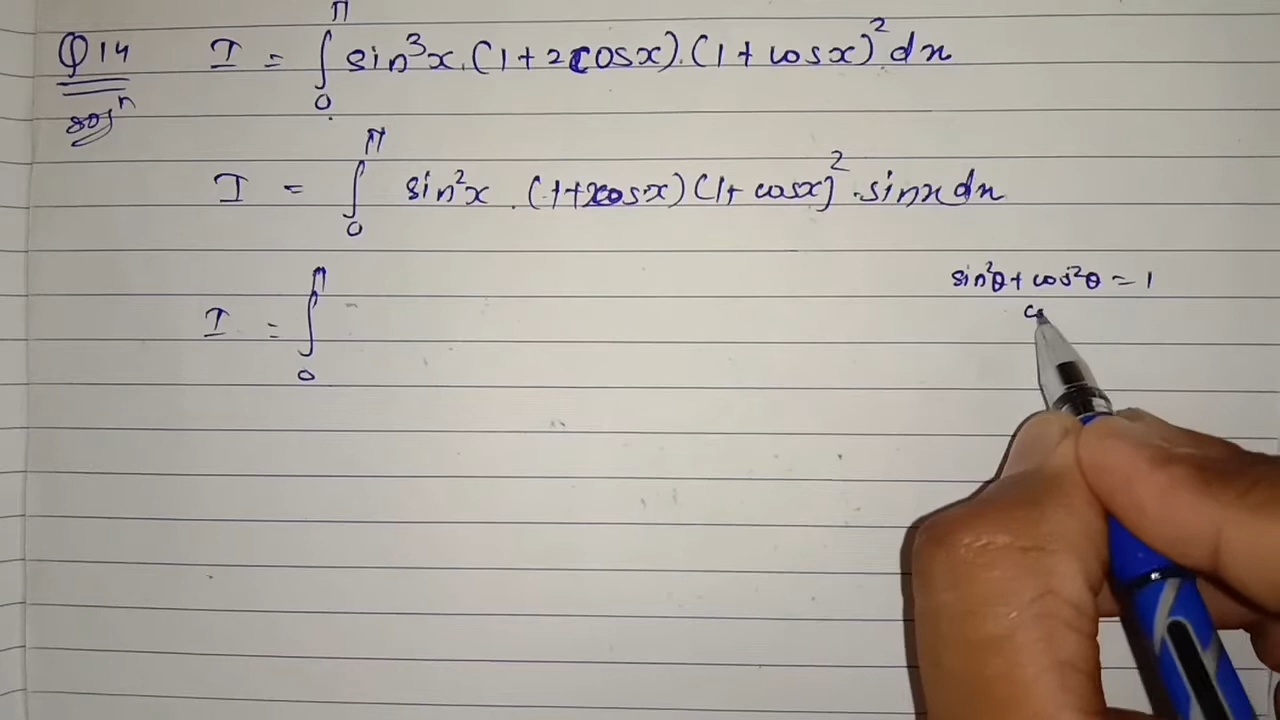 Q14 I = ∫₀^π sin³x.(1+2cosx).(1+cosx)² dx
solⁿ
I = ∫₀^π sin²x .(1+2cosx)(1+cosx)² .sinx dx
sin²θ + cos²θ = 1
I = ∫₀^π